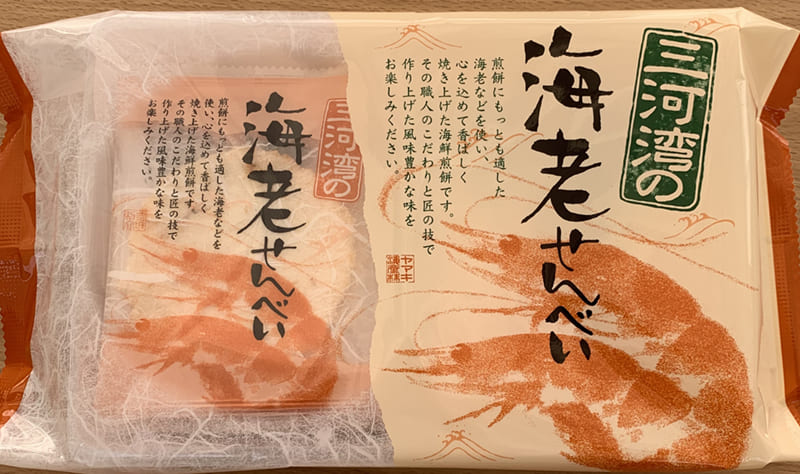 三河湾の
海老せんべい
煎餅にもっとも適した
海老などを使い、
心を込めて香ばしく
焼き上げた海鮮煎餅です。
その職人のこだわりと匠の技で
作り上げた風味豊かな味を
お楽しみください。
ヤマキ
三河湾の
海老せんべい
煎餅にもっとも適した海老などを
使い、心を込めて香ばしく
焼き上げた海鮮煎餅です。
その職人のこだわりと匠の技で
作り上げた風味豊かな味を
お楽しみください。